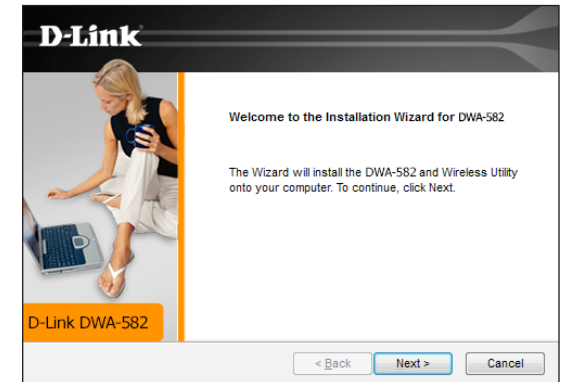 D-Link
Welcome to the Installation Wizard for DWA-582
The Wizard will install the DWA-582 and Wireless Utility
onto your computer. To continue, click Next.
D-Link DWA-582
< Back
Next >
Cancel